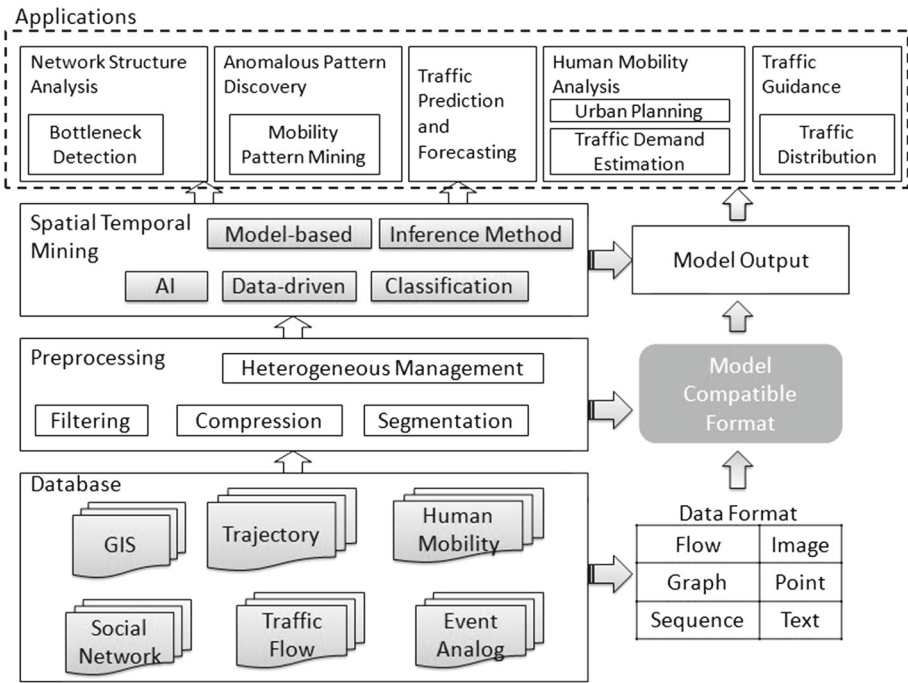 Applications
Network Structure
Analysis
Bottleneck
Detection
Anomalous Pattern
Discovery
Mobility
Pattern Mining
Traffic
Prediction
and
Forecasting
Human Mobility
Analysis
Urban Planning
Traffic Demand
Estimation
Traffic
Guidance
Traffic
Distribution
Spatial Temporal
Mining
Model-based
Inference Method
AI
Data-driven
Classification
Model Output
Preprocessing
Heterogeneous Management
Filtering
Compression
Segmentation
Model
Compatible
Format
Database
GIS
Trajectory
Human
Mobility
Social
Network
Traffic
Flow
Event
Analog
Data Format
Flow
Image
Graph
Point
Sequence
Text